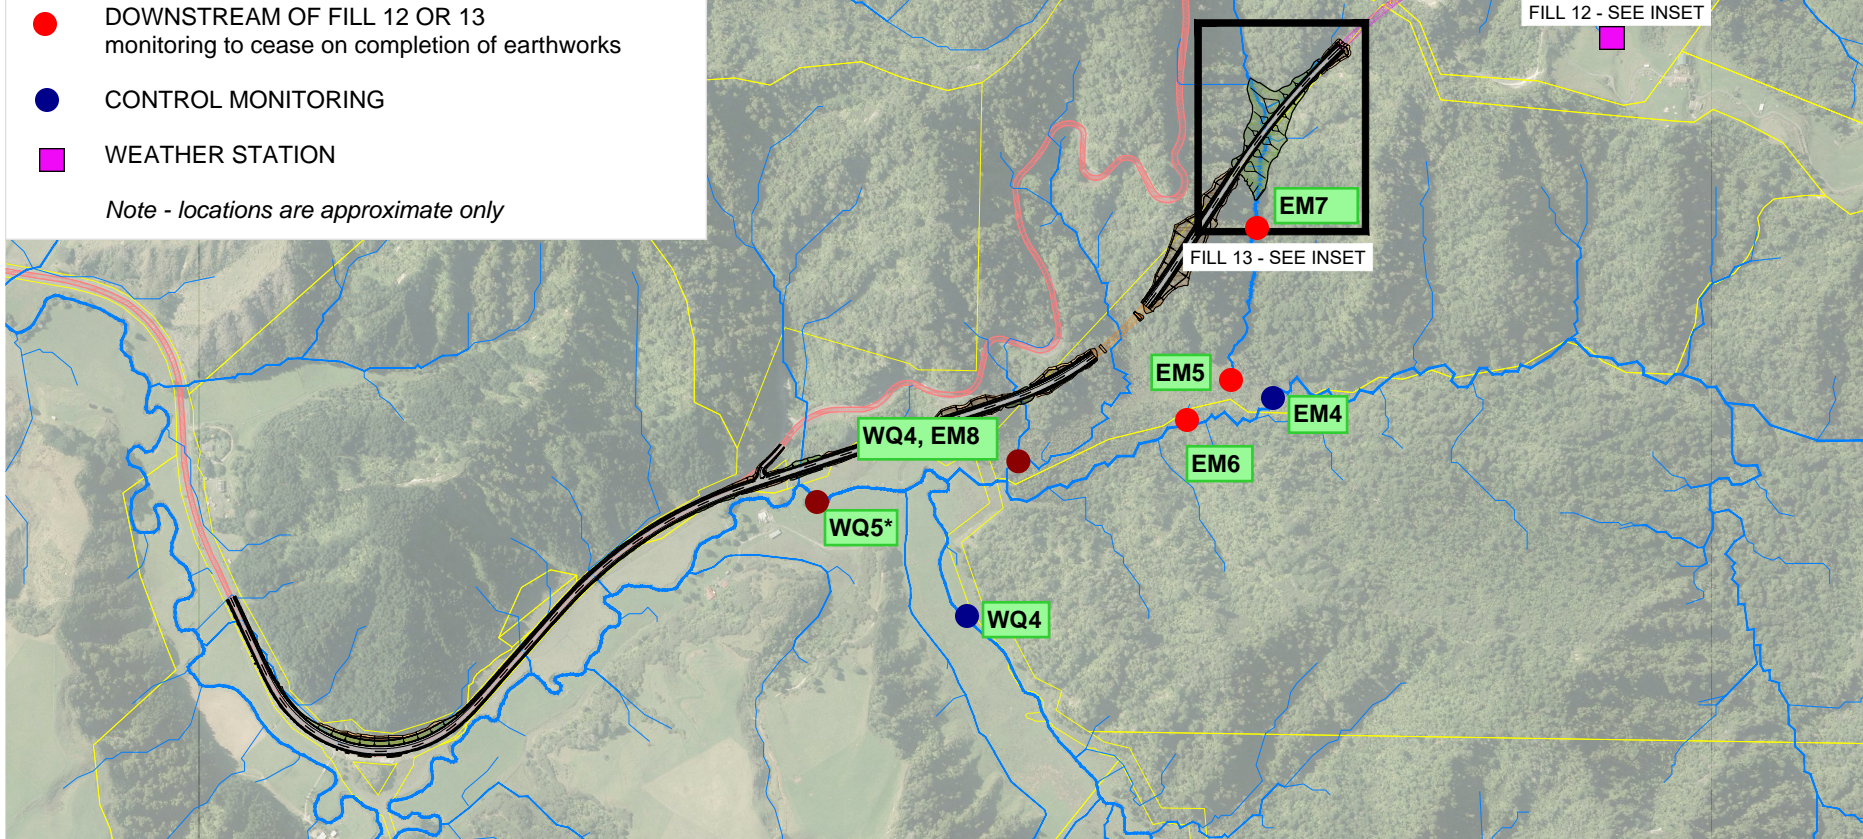 DOWNSTREAM OF FILL 12 OR 13
monitoring to cease on completion of earthworks
CONTROL MONITORING
WEATHER STATION
Note - locations are approximate only
FILL 12 - SEE INSET
EM7
FILL 13 - SEE INSET
EM5
EM4
WQ4, EM8
EM6
WQ5*
WQ4